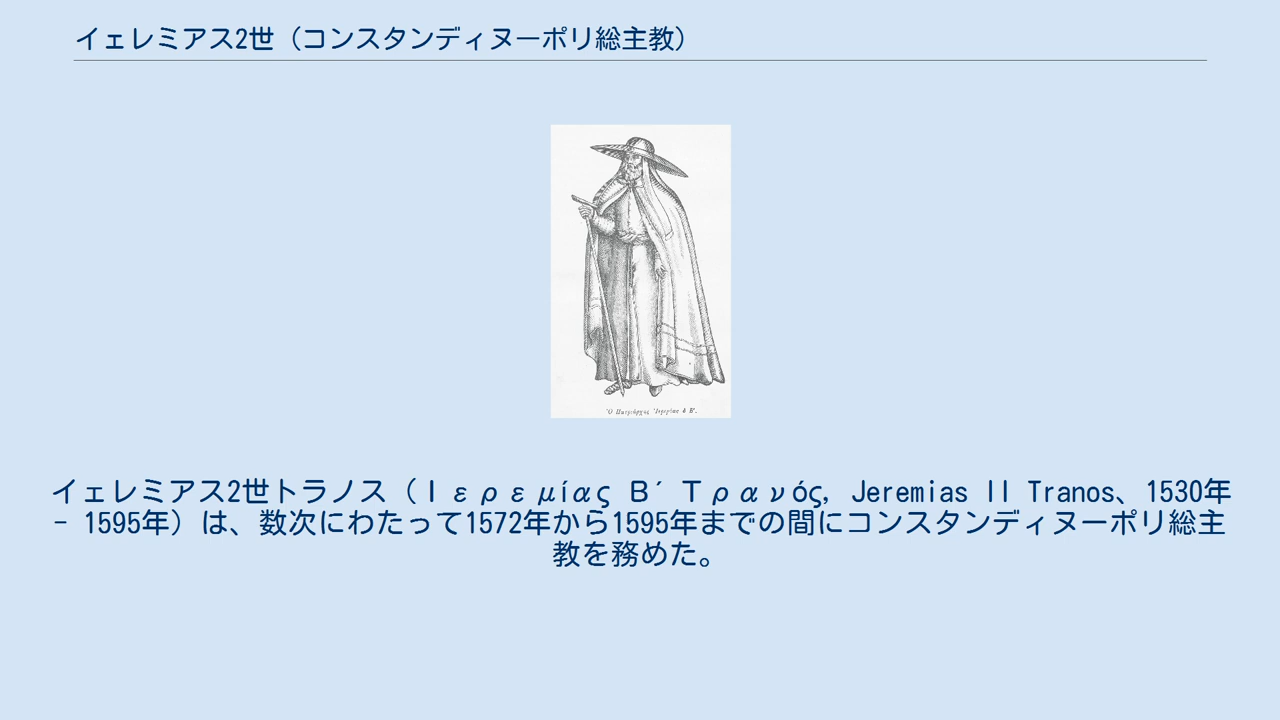 イェレミアス2世（コンスタンディヌーポリ総主教）
Ὁ Πατριάρχης Ἱερεμίας ὁ Β'.
イェレミアス2世トラノス（Ιερεμίας Β΄ Τρανός, Jeremias II Tranos、1530年
- 1595年）は、数次にわたって1572年から1595年までの間にコンスタンディヌーポリ総主
教を務めた。